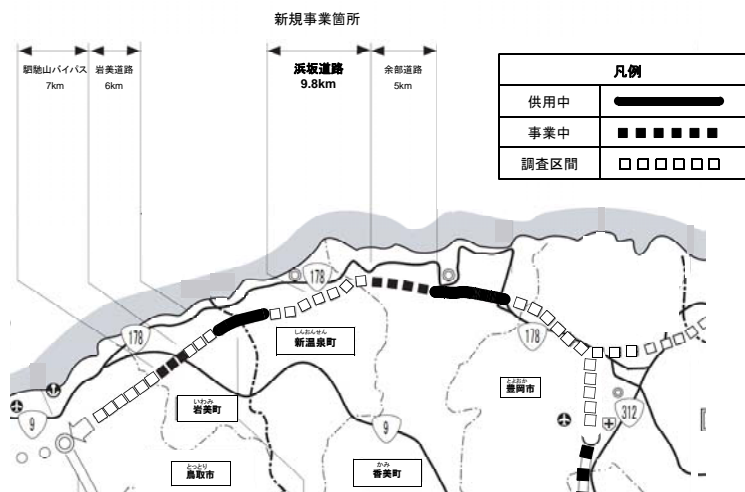 新規事業箇所
駟馳山バイパス
7km
岩美道路
6km
浜坂道路
9.8km
余部道路
5km
凡例
供用中
事業中
調査区間
178
178
178
しんおんせん
新温泉町
いわみ
岩美町
とよおか
豊岡市
9
9
312
とっとり
鳥取市
かみ
香美町